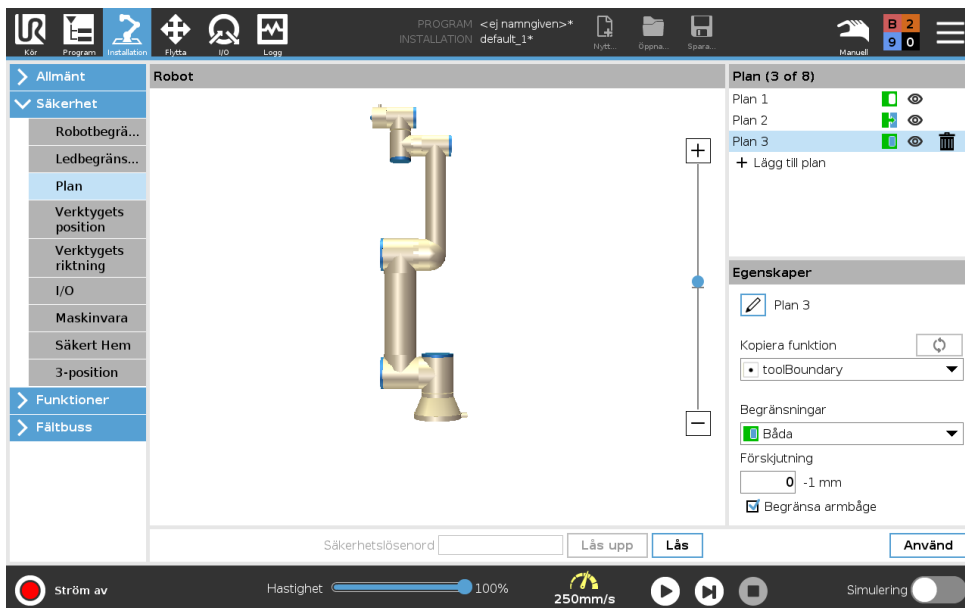 PROGRAM <ej namngiven>*
INSTALLATION default_1*
Kör
Program
Installation
Flytta
I/O
Logg
Nytt...
Öppna...
Spara...
Manuell
B 2
9 0
Allmänt
Säkerhet
Robotbegrä...
Ledbegräns...
Plan
Verktygets
position
Verktygets
riktning
I/O
Maskinvara
Säkert Hem
3-position
Funktioner
Fältbuss
Robot
Plan (3 of 8)
Plan 1
Plan 2
Plan 3
+ Lägg till plan
Egenskaper
Plan 3
Kopiera funktion
toolBoundary
Begränsningar
Båda
Förskjutning
0 -1 mm
Begränsa armbåge
Säkerhetslösenord
Lås upp
Lås
Använd
Ström av
Hastighet
100%
250mm/s
Simulering